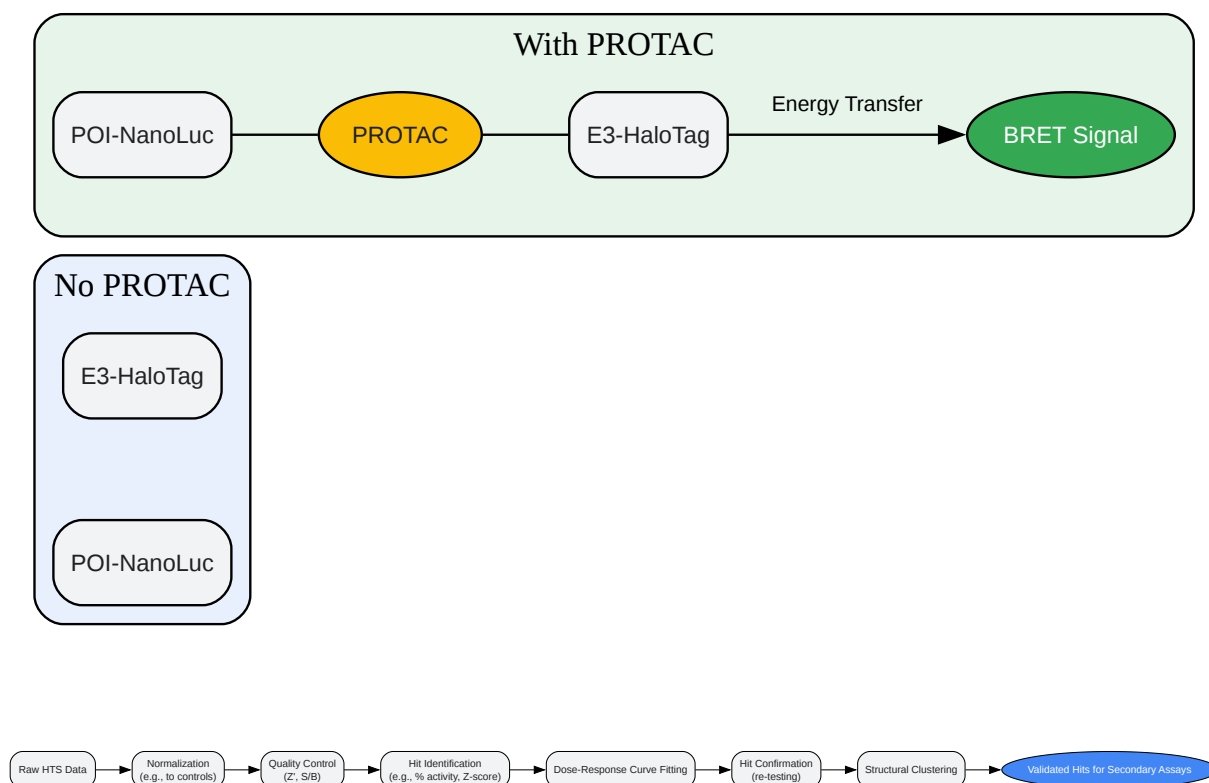 With PROTAC
POI-NanoLuc
PROTAC
E3-HaloTag
Energy Transfer
BRET Signal
No PROTAC
E3-HaloTag
POI-NanoLuc
Raw HTS Data
Normalization
(e.g., to controls)
Quality Control
(Z', S/B)
Hit Identification
(e.g., % activity, Z-score)
Dose-Response Curve Fitting
Hit Confirmation
(re-testing)
Structural Clustering
Validated Hits for Secondary Assays